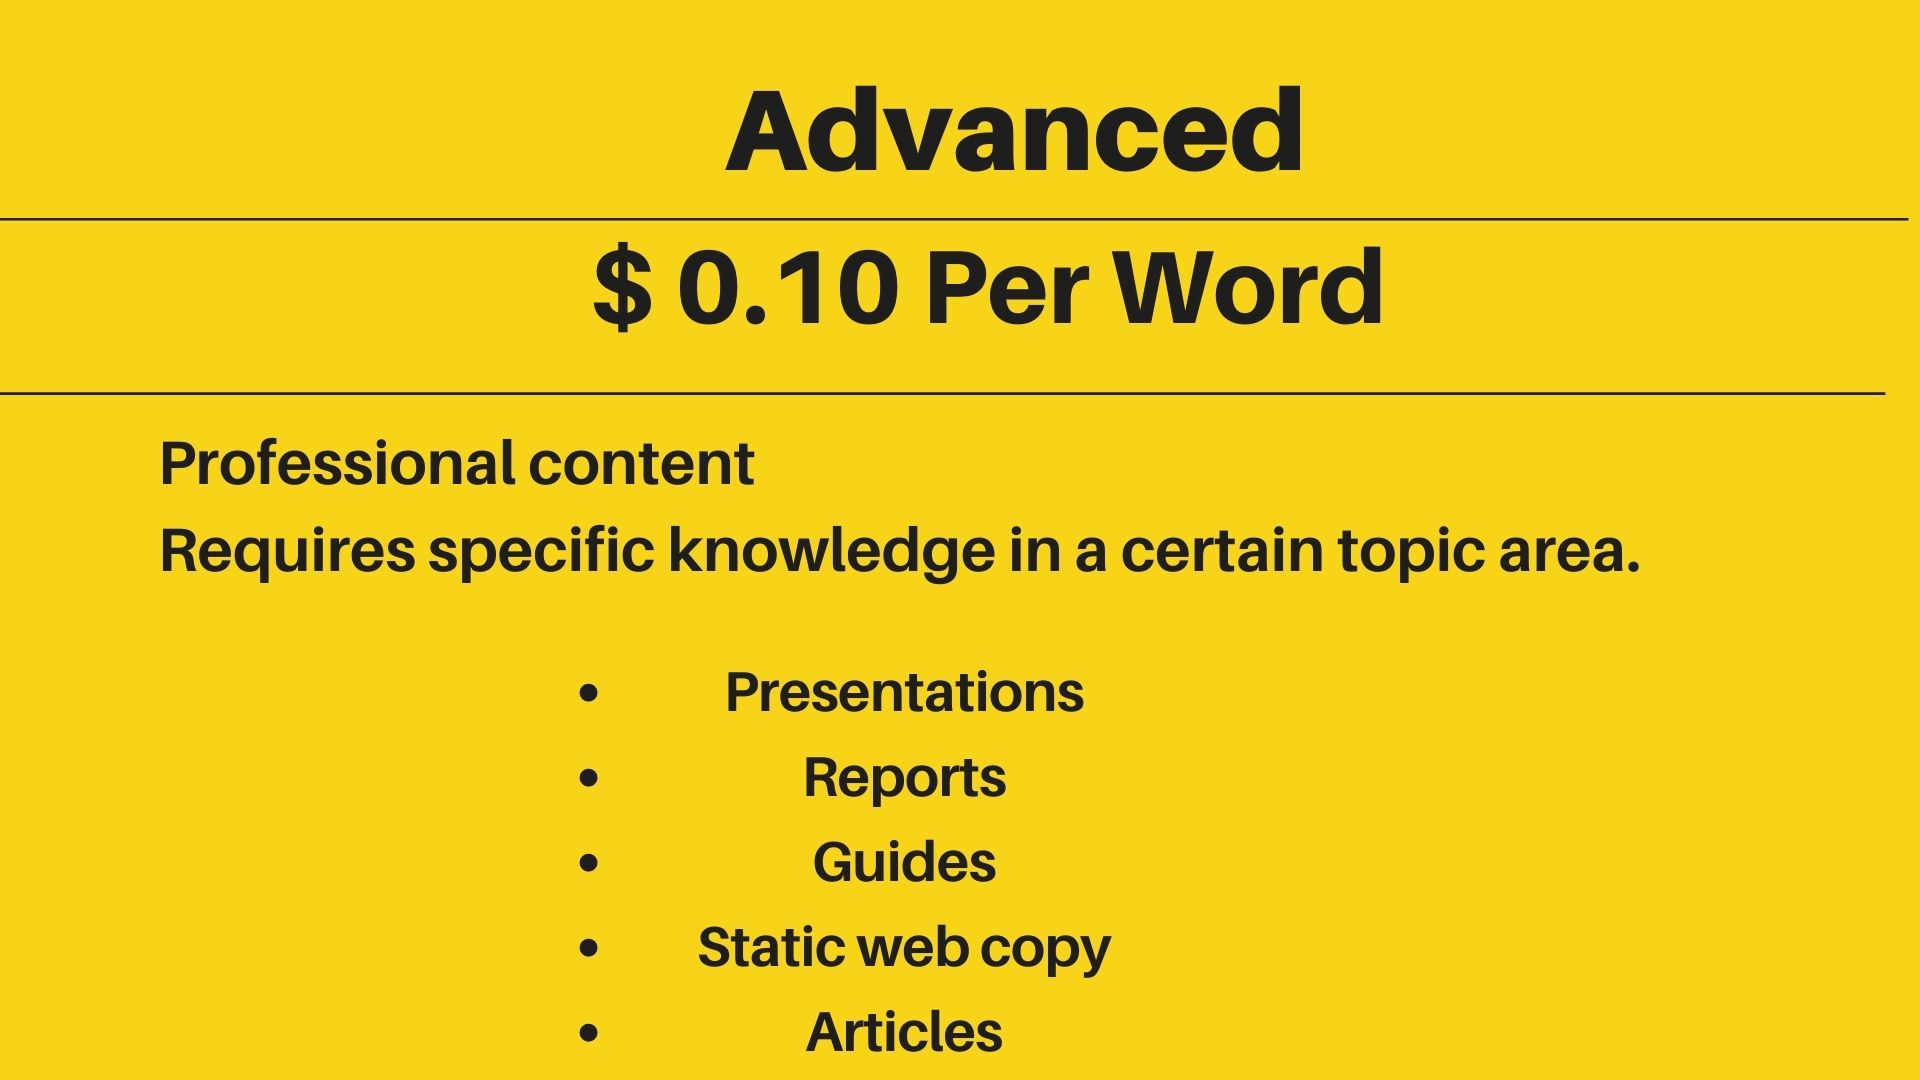 Advanced
$ 0.10 Per Word
Professional content
Requires specific knowledge in a certain topic area.
• Presentations
• Reports
• Guides
• Static web copy
• Articles